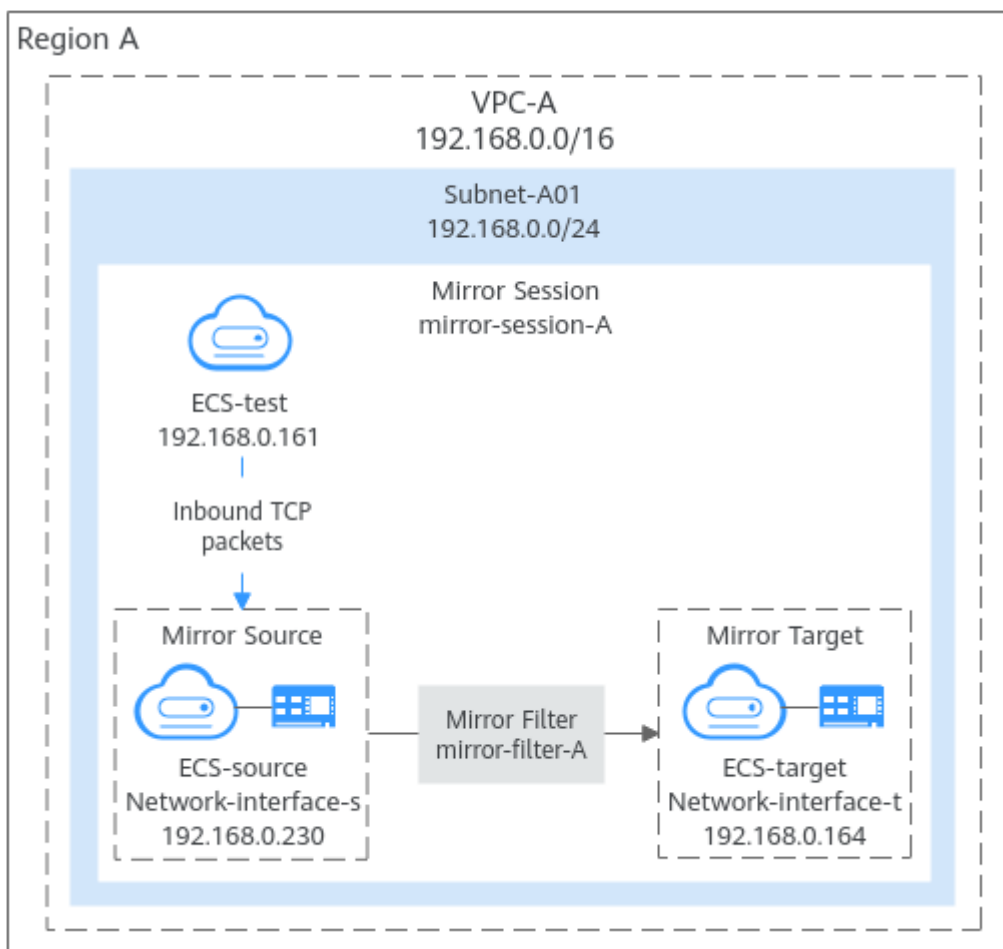 Region A
VPC-A
192.168.0.0/16
Subnet-A01
192.168.0.0/24
Mirror Session
mirror-session-A
ECS-test
192.168.0.161
Inbound TCP
packets
Mirror Source
ECS-source
Network-interface-s
192.168.0.230
Mirror Filter
mirror-filter-A
Mirror Target
ECS-target
Network-interface-t
192.168.0.164